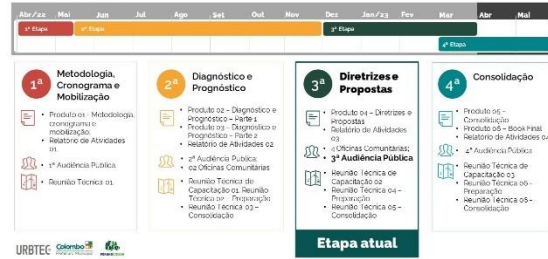 Abr/22 Mai Jun Jul Ago Set Out Nov Dez Jan/23 Fev Mar Abr Mai
1ª Etapa 2ª Etapa 3ª Etapa
4ª Etapa
1ª
Metodologia,
Cronograma e
Mobilização
• Produto 01 - Metodologia,
cronograma e
mobilização;
• Relatório de Atividades
01.
• 1ª Audiência Pública
• Reunião Técnica 01.
2ª
Diagnóstico e
Prognóstico
• Produto 02 – Diagnóstico e
Prognóstico – Parte 1
• Produto 03 – Diagnóstico e
Prognóstico – Parte 2
• Relatório de Atividades 02
• 2ª Audiência Pública;
• 02 Oficinas Comunitárias
• Reunião Técnica de
Capacitação 01. Reunião
Técnica 02 – Preparação
• Reunião Técnica 03 –
Consolidação
3ª
Diretrizes e
Propostas
• Produto 04 – Diretrizes e
Propostas
• Relatório de Atividades
03
• 4 Oficinas Comunitárias;
• 3ª Audiência Pública
• Reunião Técnica de
Capacitação 02
• Reunião Técnica 04 –
Preparação
• Reunião Técnica 05 –
Consolidação
Etapa atual
4ª
Consolidação
• Produto 05 –
Consolidação
• Produto 06 – Book Final
• Relatório de Atividades 04
• 4ª Audiência Pública
• Reunião Técnica de
Capacitação 03
• Reunião Técnica 06 –
Preparação
• Reunião Técnica 06 –
Consolidação
URBTEC Colombo